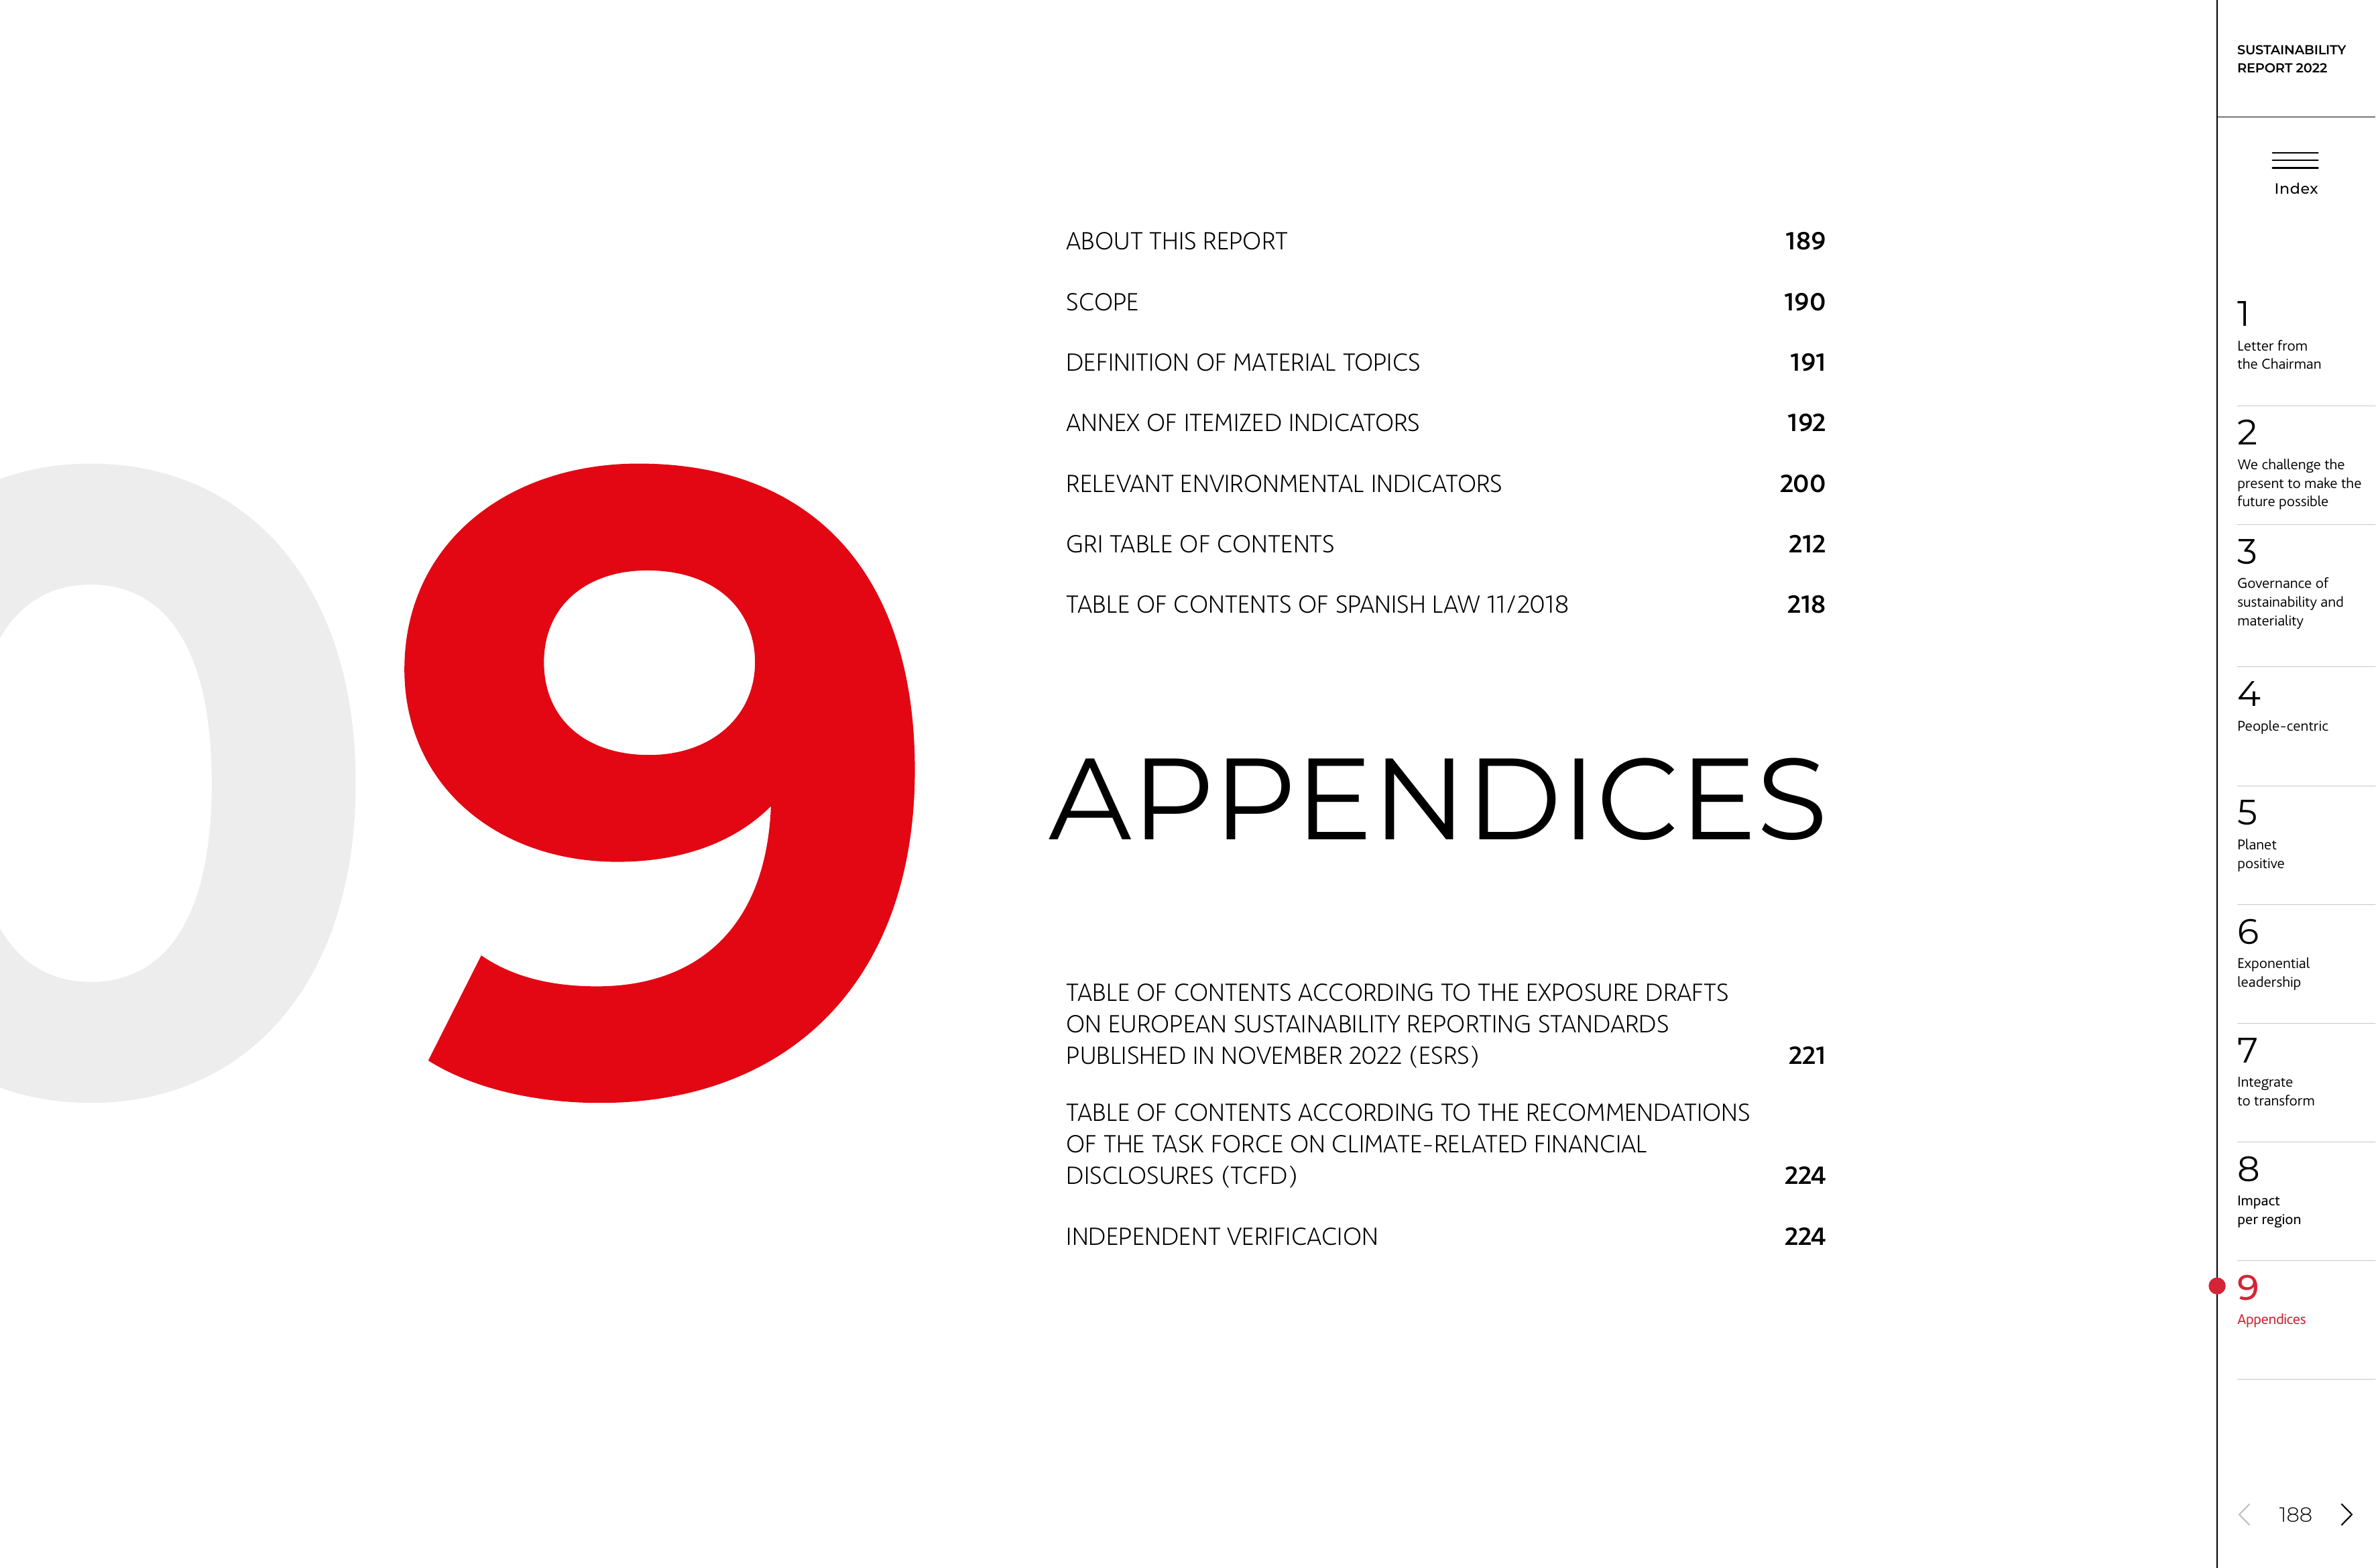 09
ABOUT THIS REPORT 189
SCOPE 190
DEFINITION OF MATERIAL TOPICS 191
ANNEX OF ITEMIZED INDICATORS 192
RELEVANT ENVIRONMENTAL INDICATORS 200
GRI TABLE OF CONTENTS 212
TABLE OF CONTENTS OF SPANISH LAW 11/2018 218
APPENDICES
TABLE OF CONTENTS ACCORDING TO THE EXPOSURE DRAFTS
ON EUROPEAN SUSTAINABILITY REPORTING STANDARDS
PUBLISHED IN NOVEMBER 2022 (ESRS) 221
TABLE OF CONTENTS ACCORDING TO THE RECOMMENDATIONS
OF THE TASK FORCE ON CLIMATE-RELATED FINANCIAL
DISCLOSURES (TCFD) 224
INDEPENDENT VERIFICACION 224
SUSTAINABILITY
REPORT 2022
Index
1
Letter from
the Chairman
2
We challenge the
present to make the
future possible
3
Governance of
sustainability and
materiality
4
People-centric
5
Planet
positive
6
Exponential
leadership
7
Integrate
to transform
8
Impact
per region
9
Appendices
188